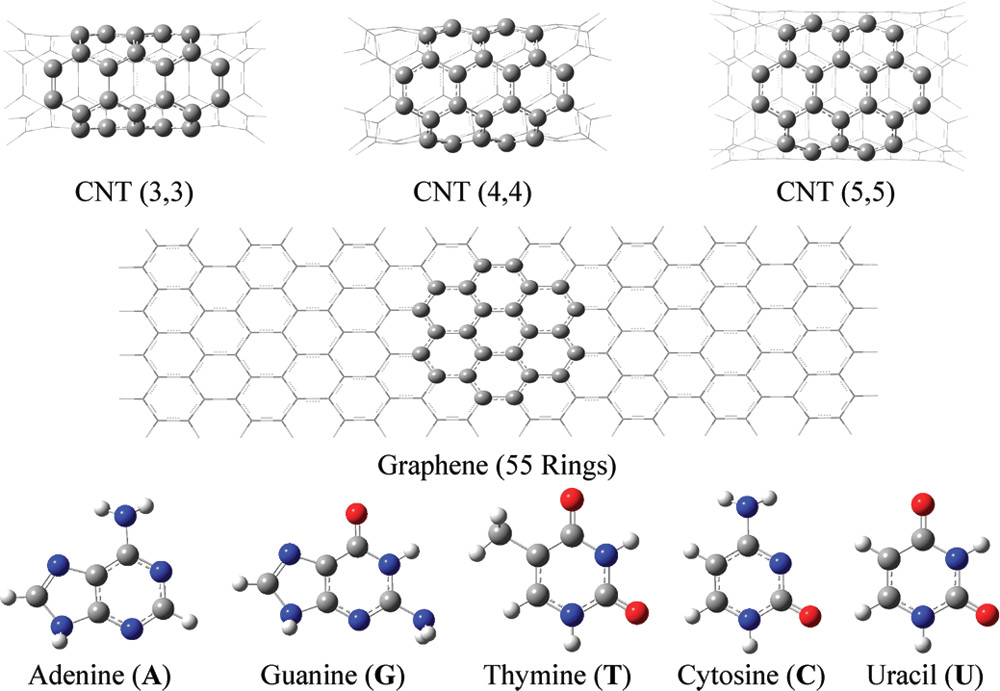 CNT (3,3)
CNT (4,4)
CNT (5,5)
Graphene (55 Rings)
Adenine (A)
Guanine (G)
Thymine (T)
Cytosine (C)
Uracil (U)